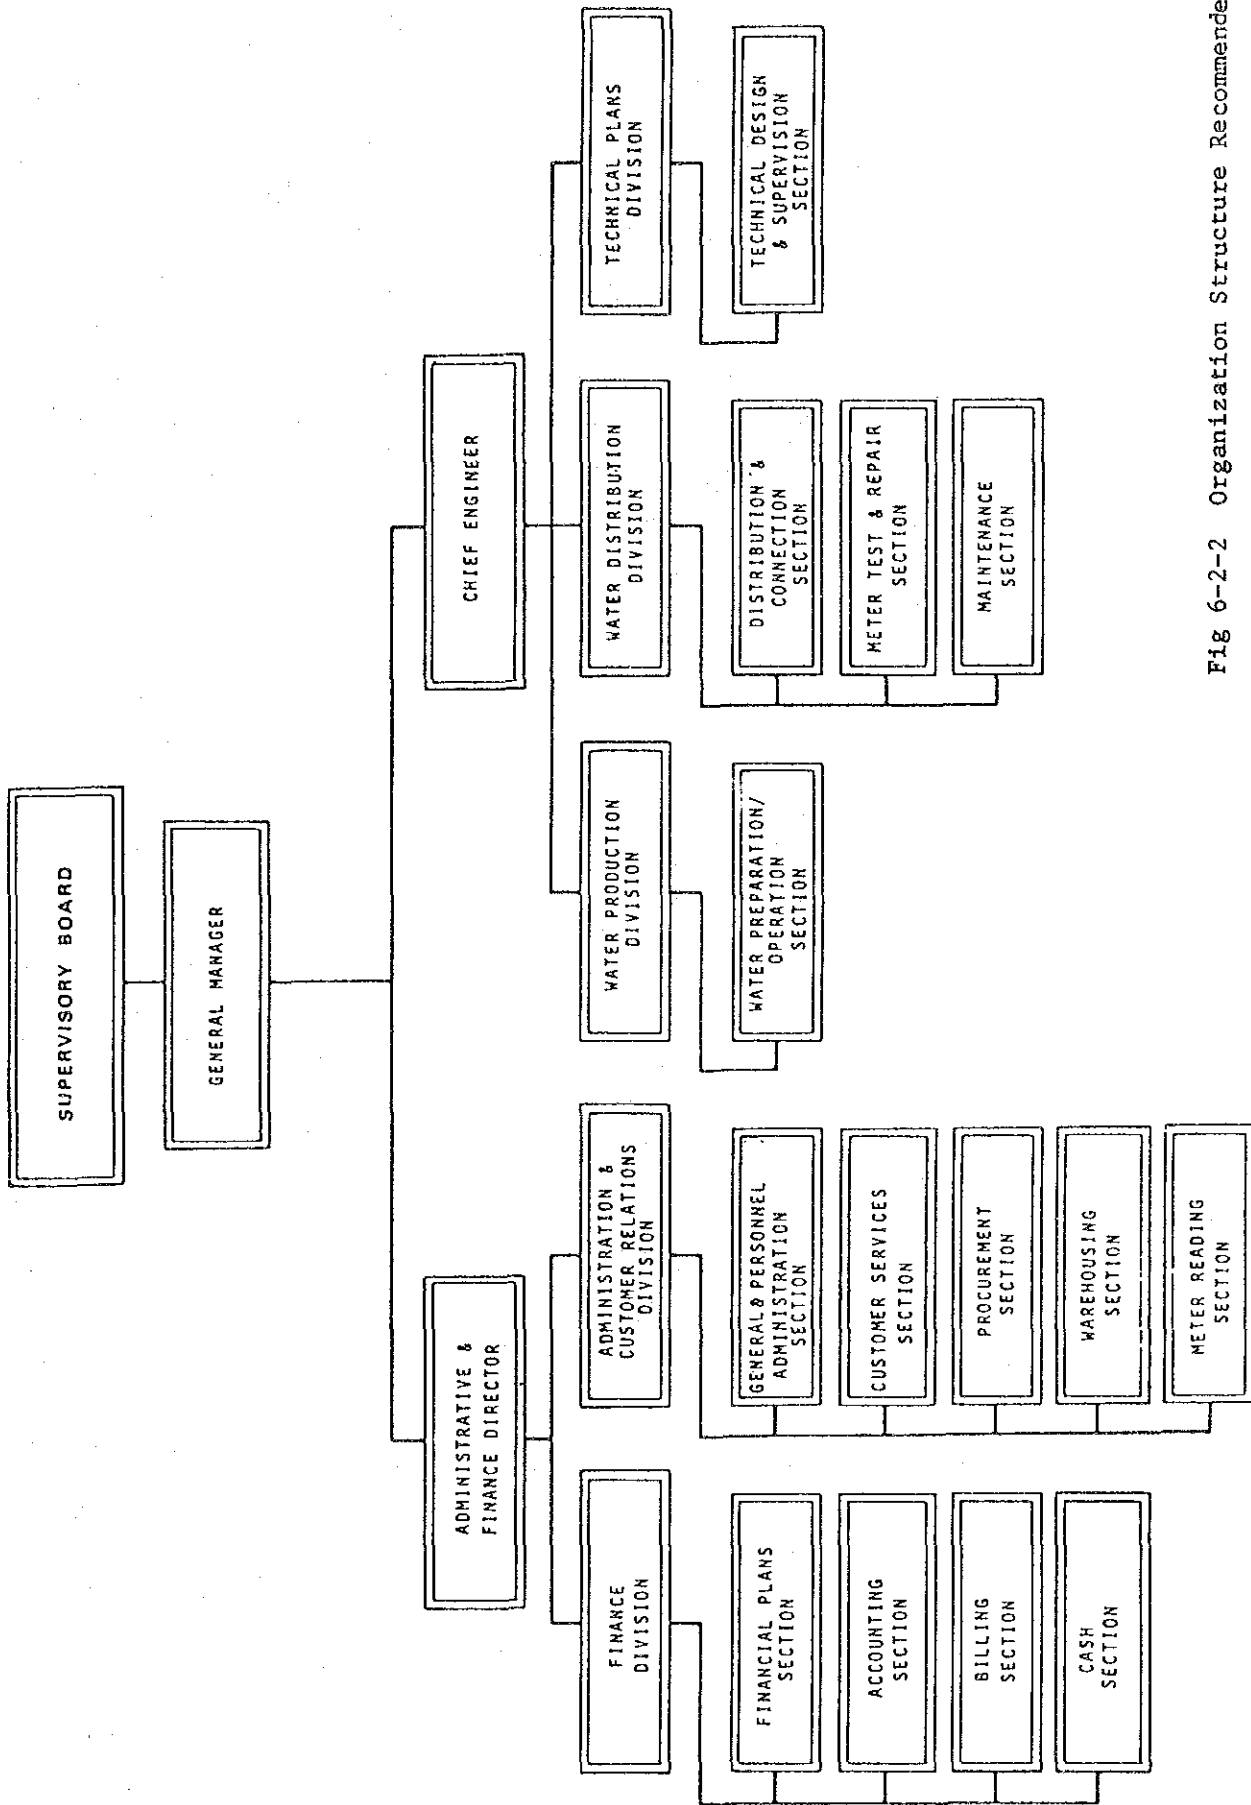 SUPERVISORY BOARD
GENERAL MANAGER
ADMINISTRATIVE &
FINANCE DIRECTOR
CHIEF ENGINEER
FINANCE
DIVISION
ADMINISTRATION &
CUSTOMER RELATIONS
DIVISION
WATER PRODUCTION
DIVISION
WATER DISTRIBUTION
DIVISION
TECHNICAL PLANS
DIVISION
FINANCIAL PLANS
SECTION
ACCOUNTING
SECTION
BILLING
SECTION
CASH
SECTION
GENERAL & PERSONNEL
ADMINISTRATION
SECTION
CUSTOMER SERVICES
SECTION
PROCUREMENT
SECTION
WAREHOUSING
SECTION
METER READING
SECTION
WATER PREPARATION/
OPERATION
SECTION
DISTRIBUTION &
CONNECTION
SECTION
METER TEST & REPAIR
SECTION
MAINTENANCE
SECTION
TECHNICAL DESIGN
& SUPERVISION
SECTION
Fig 6-2-2 Organization Structure Recommende